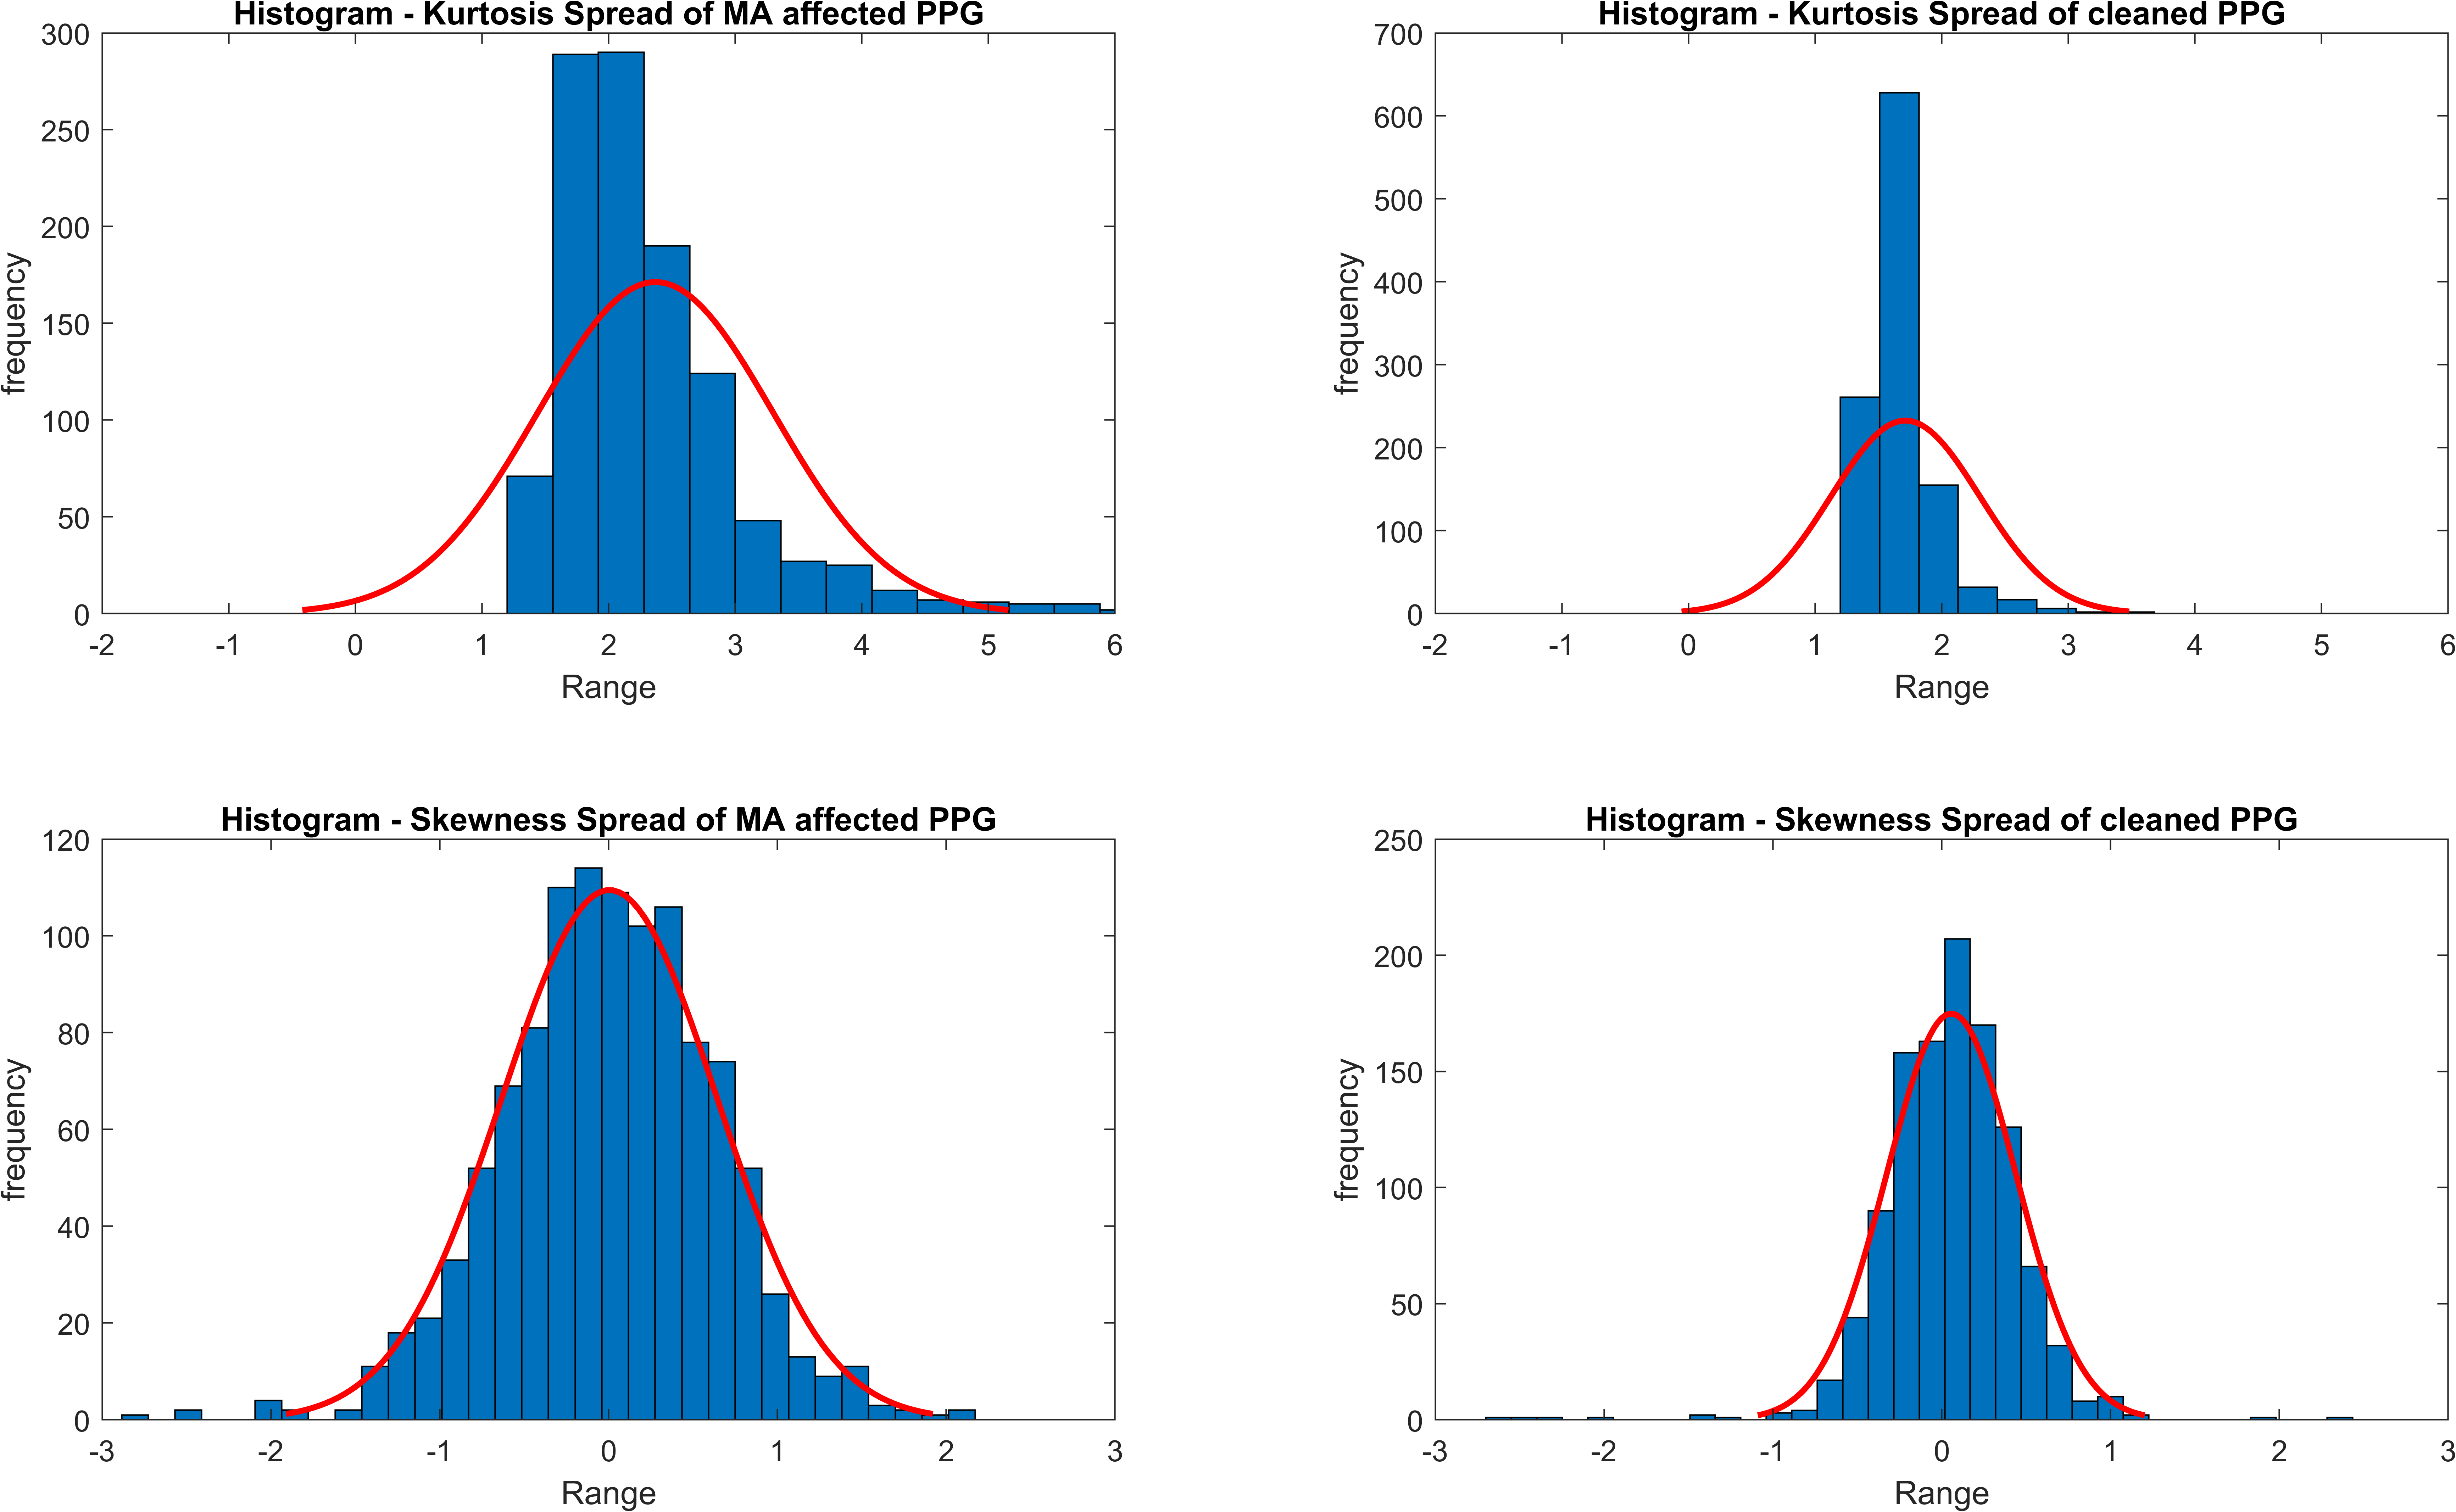 Histogram - Kurtosis Spread of MA affected PPG
300
250
200
150
100
50
0
frequency
-2 -1 0 1 2 3 4 5 6
Range
Histogram - Kurtosis Spread of cleaned PPG
700
600
500
400
300
200
100
0
frequency
-2 -1 0 1 2 3 4 5 6
Range
Histogram - Skewness Spread of MA affected PPG
120
100
80
60
40
20
0
frequency
-3 -2 -1 0 1 2 3
Range
Histogram - Skewness Spread of cleaned PPG
250
200
150
100
50
0
frequency
-3 -2 -1 0 1 2 3
Range